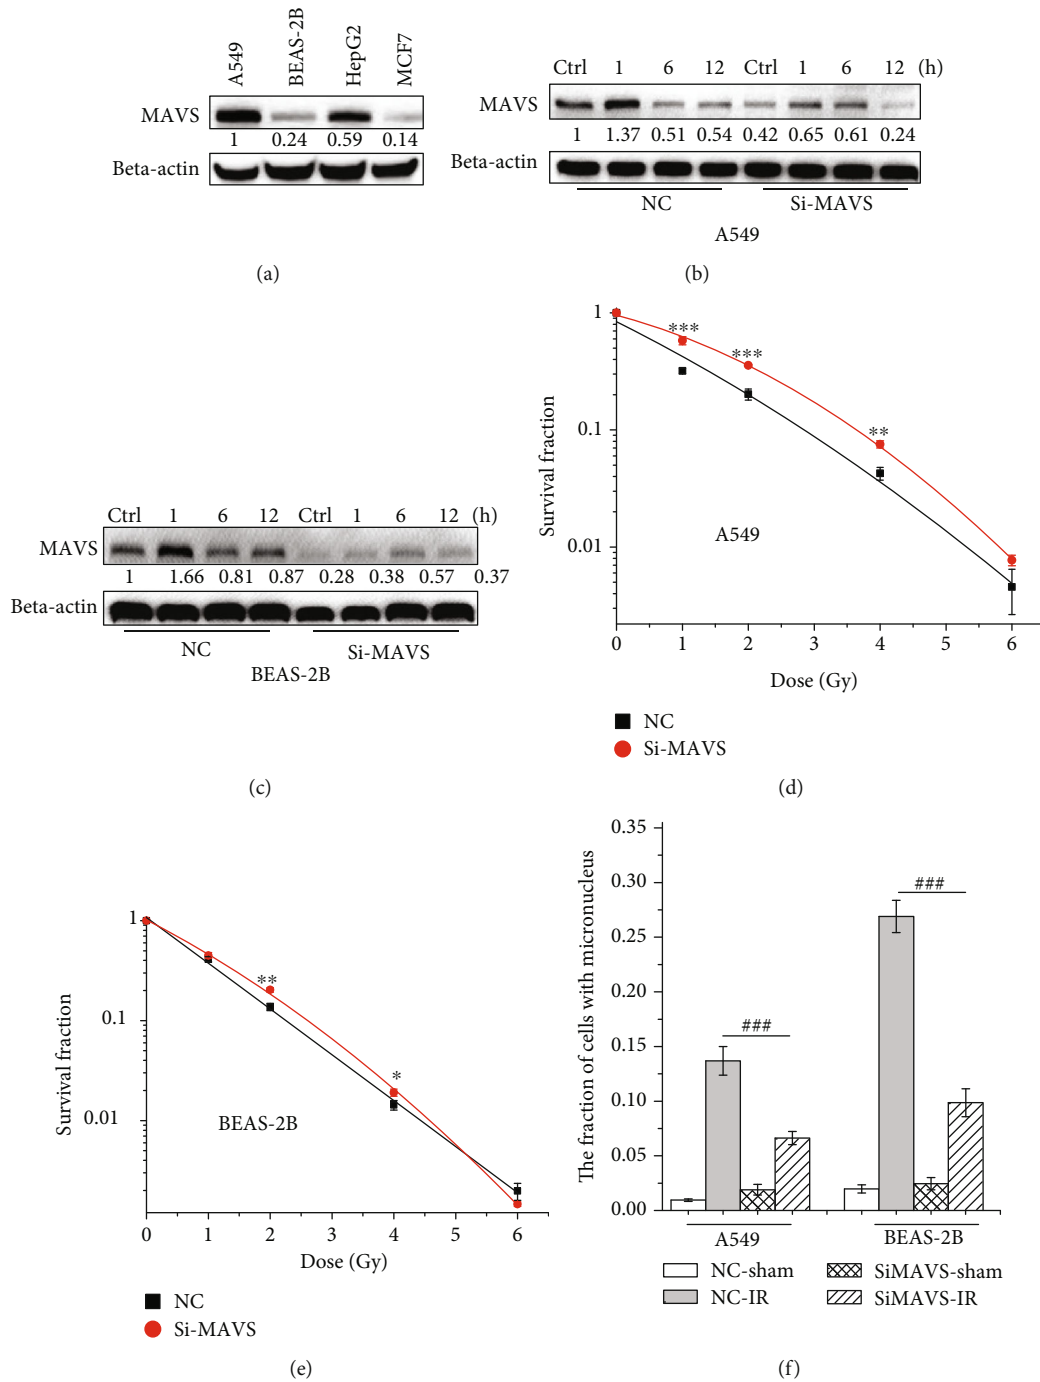 A549 BEAS-2B HepG2 MCF7
MAVS
1 0.24 0.59 0.14
Beta-actin
(a)
Ctrl 1 6 12 Ctrl 1 6 12 (h)
MAVS
1 1.37 0.51 0.54 0.42 0.65 0.61 0.24
Beta-actin
NC Si-MAVS
A549
(b)
Ctrl 1 6 12 Ctrl 1 6 12 (h)
MAVS
1 1.66 0.81 0.87 0.28 0.38 0.57 0.37
Beta-actin
NC Si-MAVS
BEAS-2B
(c)
1
0.1
0.01
Survival fraction
***
***
**
A549
0 1 2 3 4 5 6
Dose (Gy)
NC
Si-MAVS
(d)
1
0.1
0.01
Survival fraction
**
*
BEAS-2B
0 1 2 3 4 5 6
Dose (Gy)
NC
Si-MAVS
(e)
0.35
0.30
0.25
0.20
0.15
0.10
0.05
0.00
The fraction of cells with micronucleus
###
###
A549 BEAS-2B
NC-sham SiMAVS-sham
NC-IR SiMAVS-IR
(f)